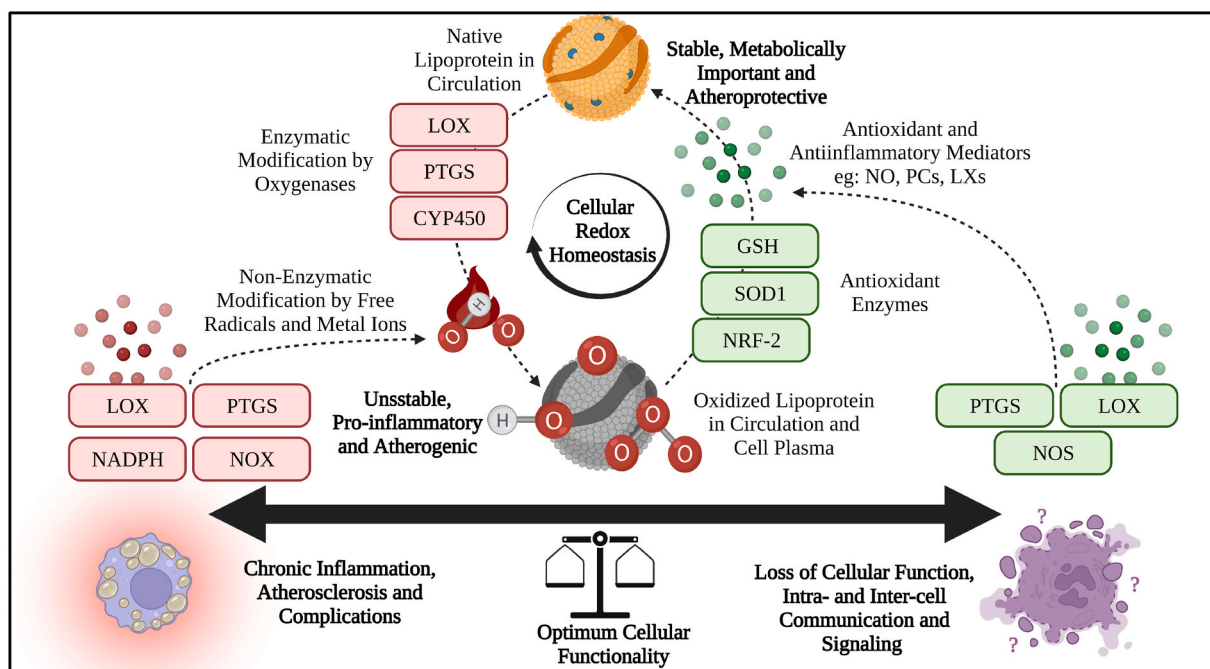 Native
Lipoprotein in
Circulation
Stable, Metabolically
Important and
Atheroprotective
Enzymatic
Modification by
Oxygenases
LOX
PTGS
CYP450
Antioxidant and
Antiinflammatory Mediators
eg: NO, PCs, LXs
Cellular
Redox
Homeostasis
GSH
SOD1
NRF-2
Antioxidant
Enzymes
Non-Enzymatic
Modification by Free
Radicals and Metal Ions
H
O
O
LOX
PTGS
NADPH
NOX
Unsstable,
Pro-inflammatory
and Atherogenic
O
H
O
O
O
O
Oxidized Lipoprotein
in Circulation and
Cell Plasma
PTGS
LOX
NOS
Chronic Inflammation,
Atherosclerosis and
Complications
Optimum Cellular
Functionality
Loss of Cellular Function,
Intra- and Inter-cell
Communication and
Signaling
?
?
?
?